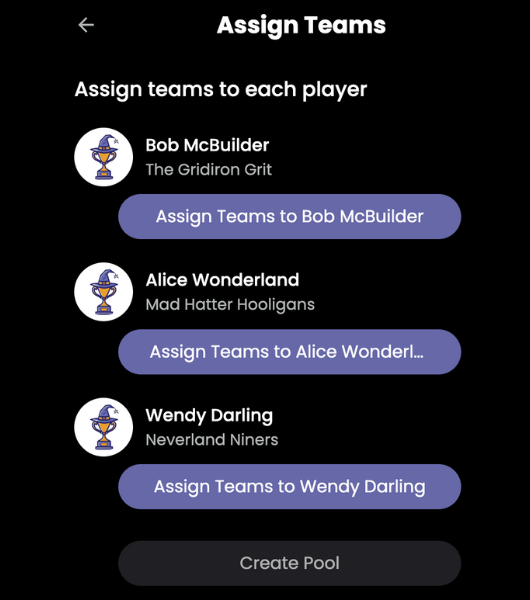 Assign Teams
Assign teams to each player
Bob McBuilder
The Gridiron Grit
Assign Teams to Bob McBuilder
Alice Wonderland
Mad Hatter Hooligans
Assign Teams to Alice Wonderl...
Wendy Darling
Neverland Niners
Assign Teams to Wendy Darling
Create Pool